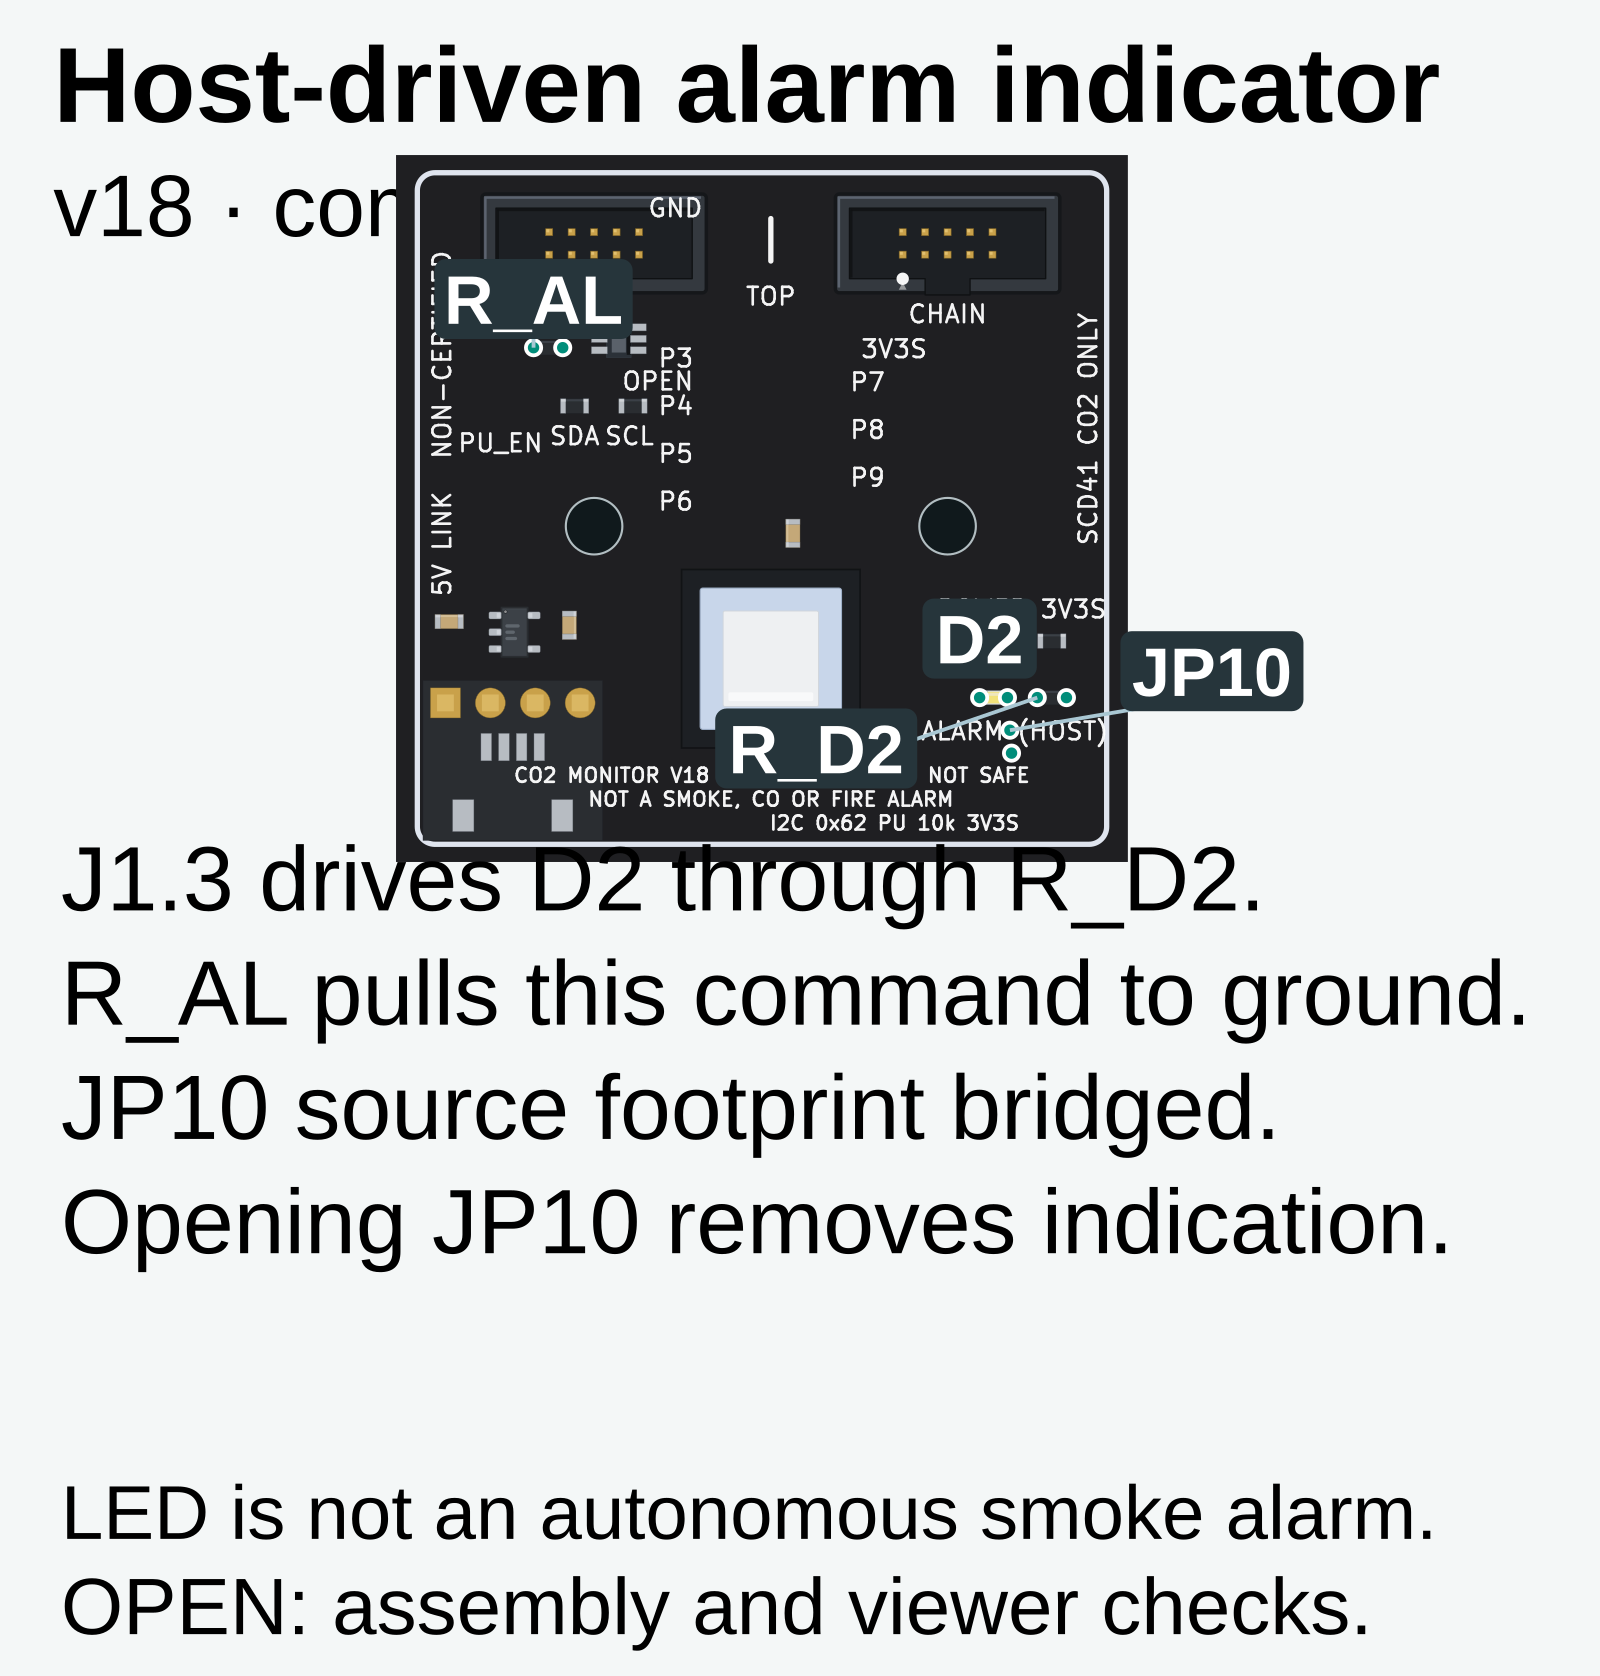 Host-driven alarm indicator
v18 ·
GND
TOP
CHAIN
R_AL
3V3S
P3
OPEN
P4
P5
P6
P7
P8
P9
PU_EN
SDA
SCL
5V LINK
SCD41 CO2 ONLY
3V3S
D2
JP10
R_D2
ALARM (HOST)
CO2 MONITOR V18
NOT SAFE
NOT A SMOKE, CO OR FIRE ALARM
I2C 0x62 PU 10k 3V3S
J1.3 drives D2 through R_D2.
R_AL pulls this command to ground.
JP10 source footprint bridged.
Opening JP10 removes indication.
LED is not an autonomous smoke alarm.
OPEN: assembly and viewer checks.